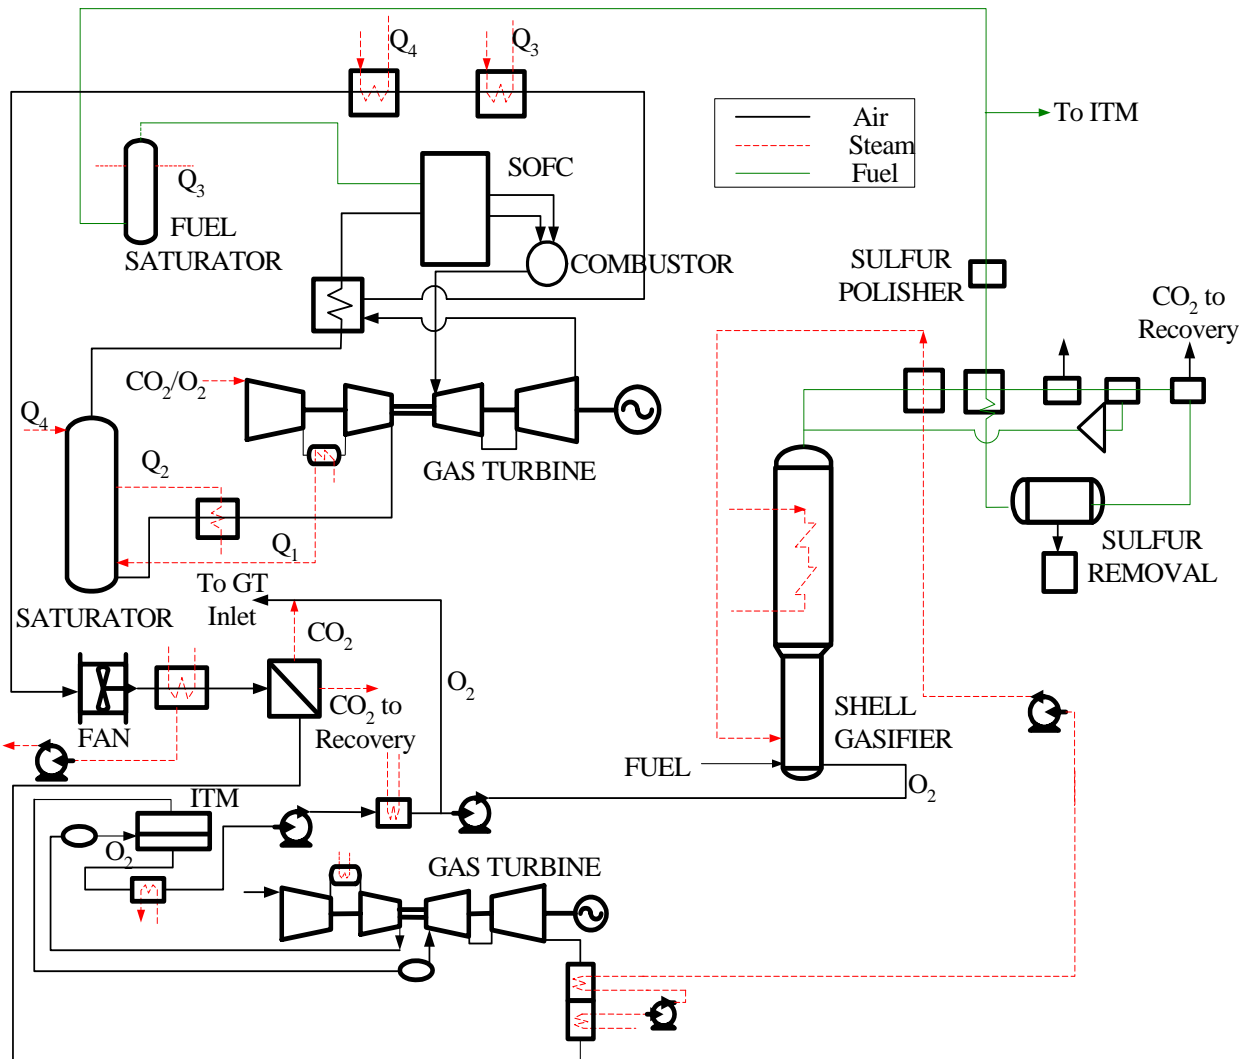 Q4
Q3
Air
Steam
Fuel
To ITM
SOFC
Q3
FUEL
SATURATOR
COMBUSTOR
SULFUR
POLISHER
CO2 to
Recovery
CO2/O2
Q4
Q2
GAS TURBINE
Q1
To GT
Inlet
SATURATOR
CO2
SULFUR
REMOVAL
O2
CO2 to
Recovery
FAN
SHELL
GASIFIER
FUEL
O2
ITM
O2
GAS TURBINE